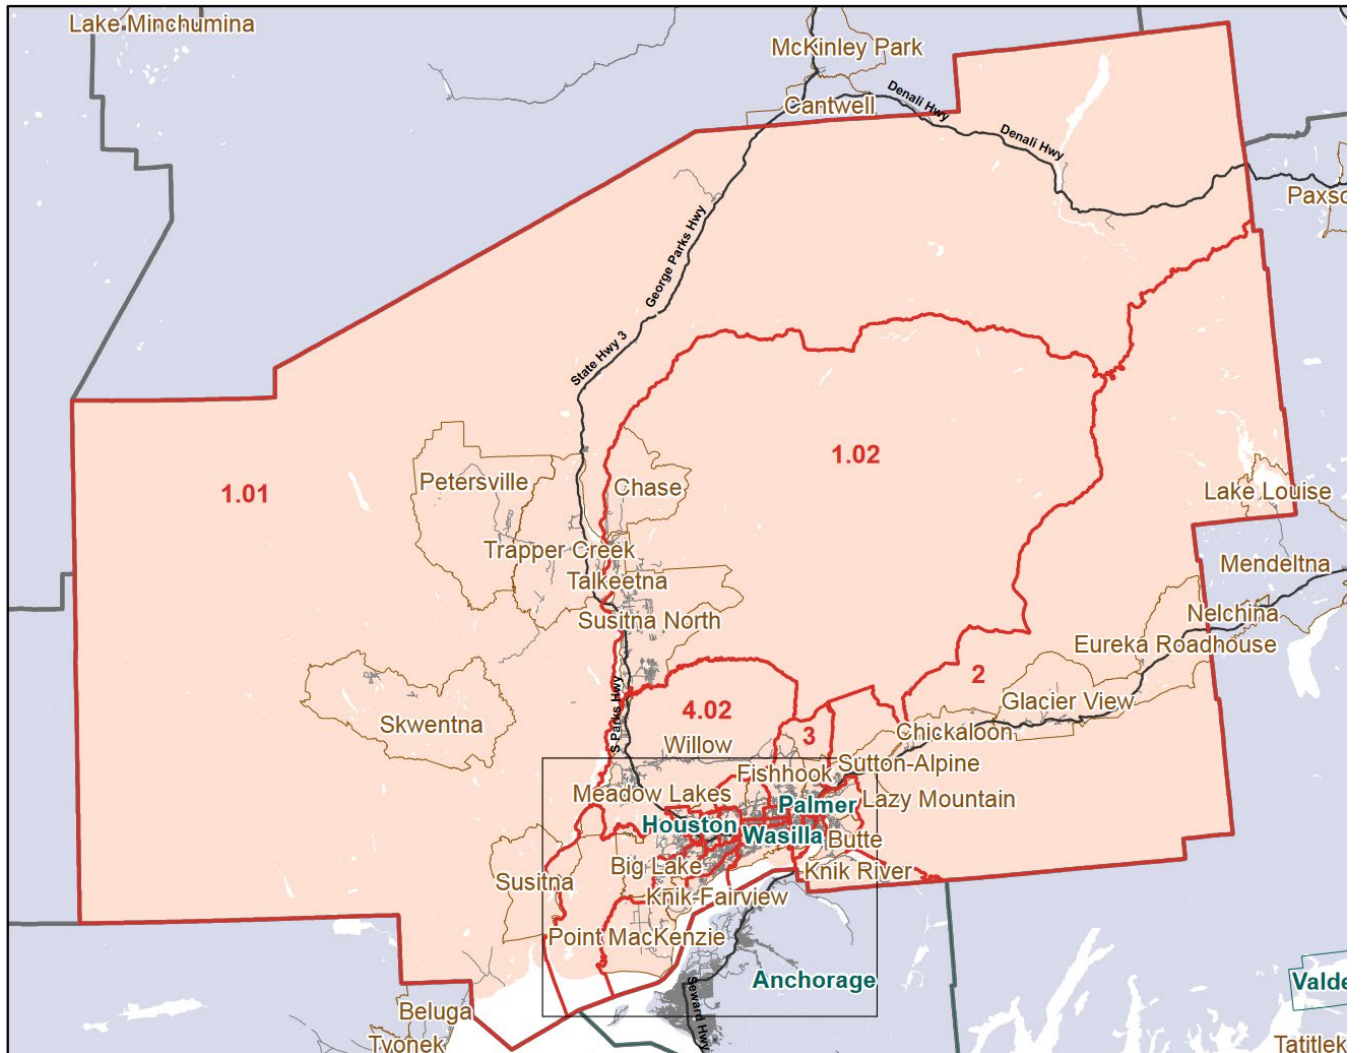 Lake Minchumina
McKinley Park
Cantwell
Denali Hwy
Denali Hwy
Paxso
George Parks Hwy
State Hwy 3
1.01
1.02
Petersville
Chase
Lake Louise
Trapper Creek
Mendeltna
Talkeetna
Susitna North
Nelchina
Eureka Roadhouse
2
Glacier View
S Parks Hwy
4.02
Skwentna
3
Chickaloon
Willow
Fishhook
Sutton-Alpine
Meadow Lakes
Palmer
Lazy Mountain
Houston
Wasilla
Butte
Big Lake
Knik River
Susitna
Knik-Fairview
Point MacKenzie
Anchorage
Valde
Seward Hwy
Beluga
Tyonek
Tatitlek